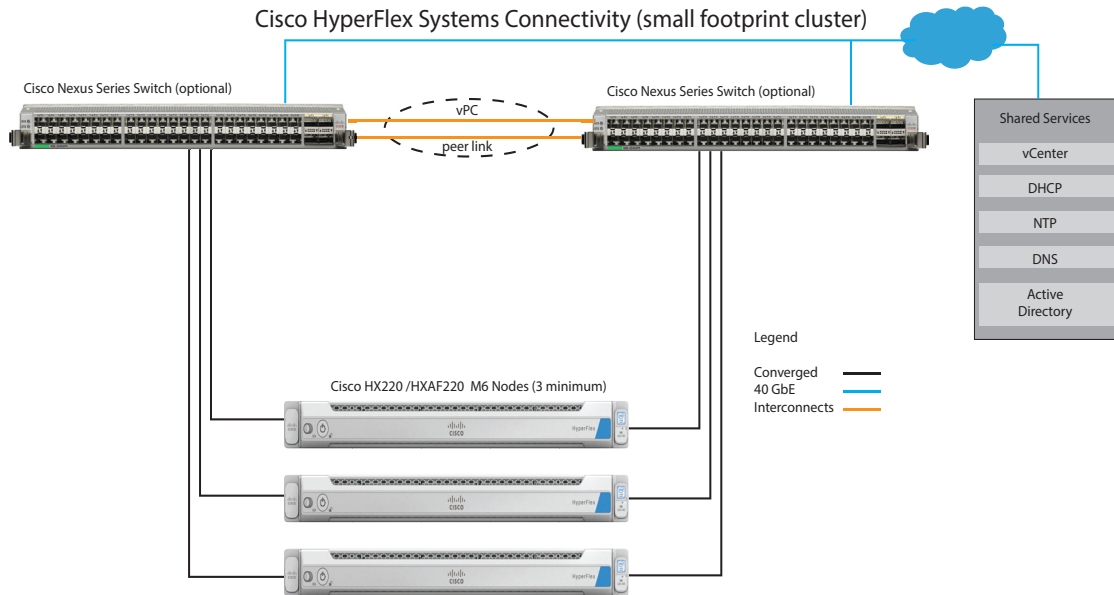 Cisco HyperFlex Systems Connectivity (small footprint cluster)
Cisco Nexus Series Switch (optional)
Cisco Nexus Series Switch (optional)
vPC
peer link
Shared Services
vCenter
DHCP
NTP
DNS
Active
Directory
Legend
Converged
40 GbE
Interconnects
Cisco HX220 /HXAF220 M6 Nodes (3 minimum)
CISCO
HyperFlex
CISCO
HyperFlex
CISCO
HyperFlex